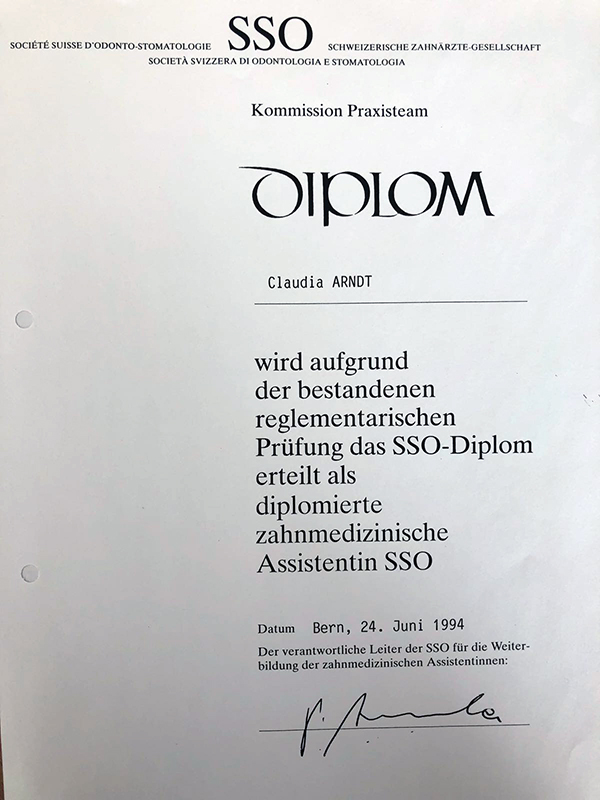 SSO
SOCIÉTÉ SUISSE D'ODONTO-STOMATOLOGIE SCHWEIZERISCHE ZAHNÄRZTE-GESELLSCHAFT
SOCIETÀ SVIZZERA DI ODONTOLOGIA E STOMATOLOGIA
Kommission Praxisteam
DIPLOM
Claudia ARNDT
wird aufgrund
der bestandenen
reglementarischen
Prüfung das SSO-Diplom
erteilt als
diplomierte
zahnmedizinische
Assistentin SSO
Datum Bern, 24. Juni 1994
Der verantwortliche Leiter der SSO für die Weiter-
bildung der zahnmedizinischen Assistentinnen: